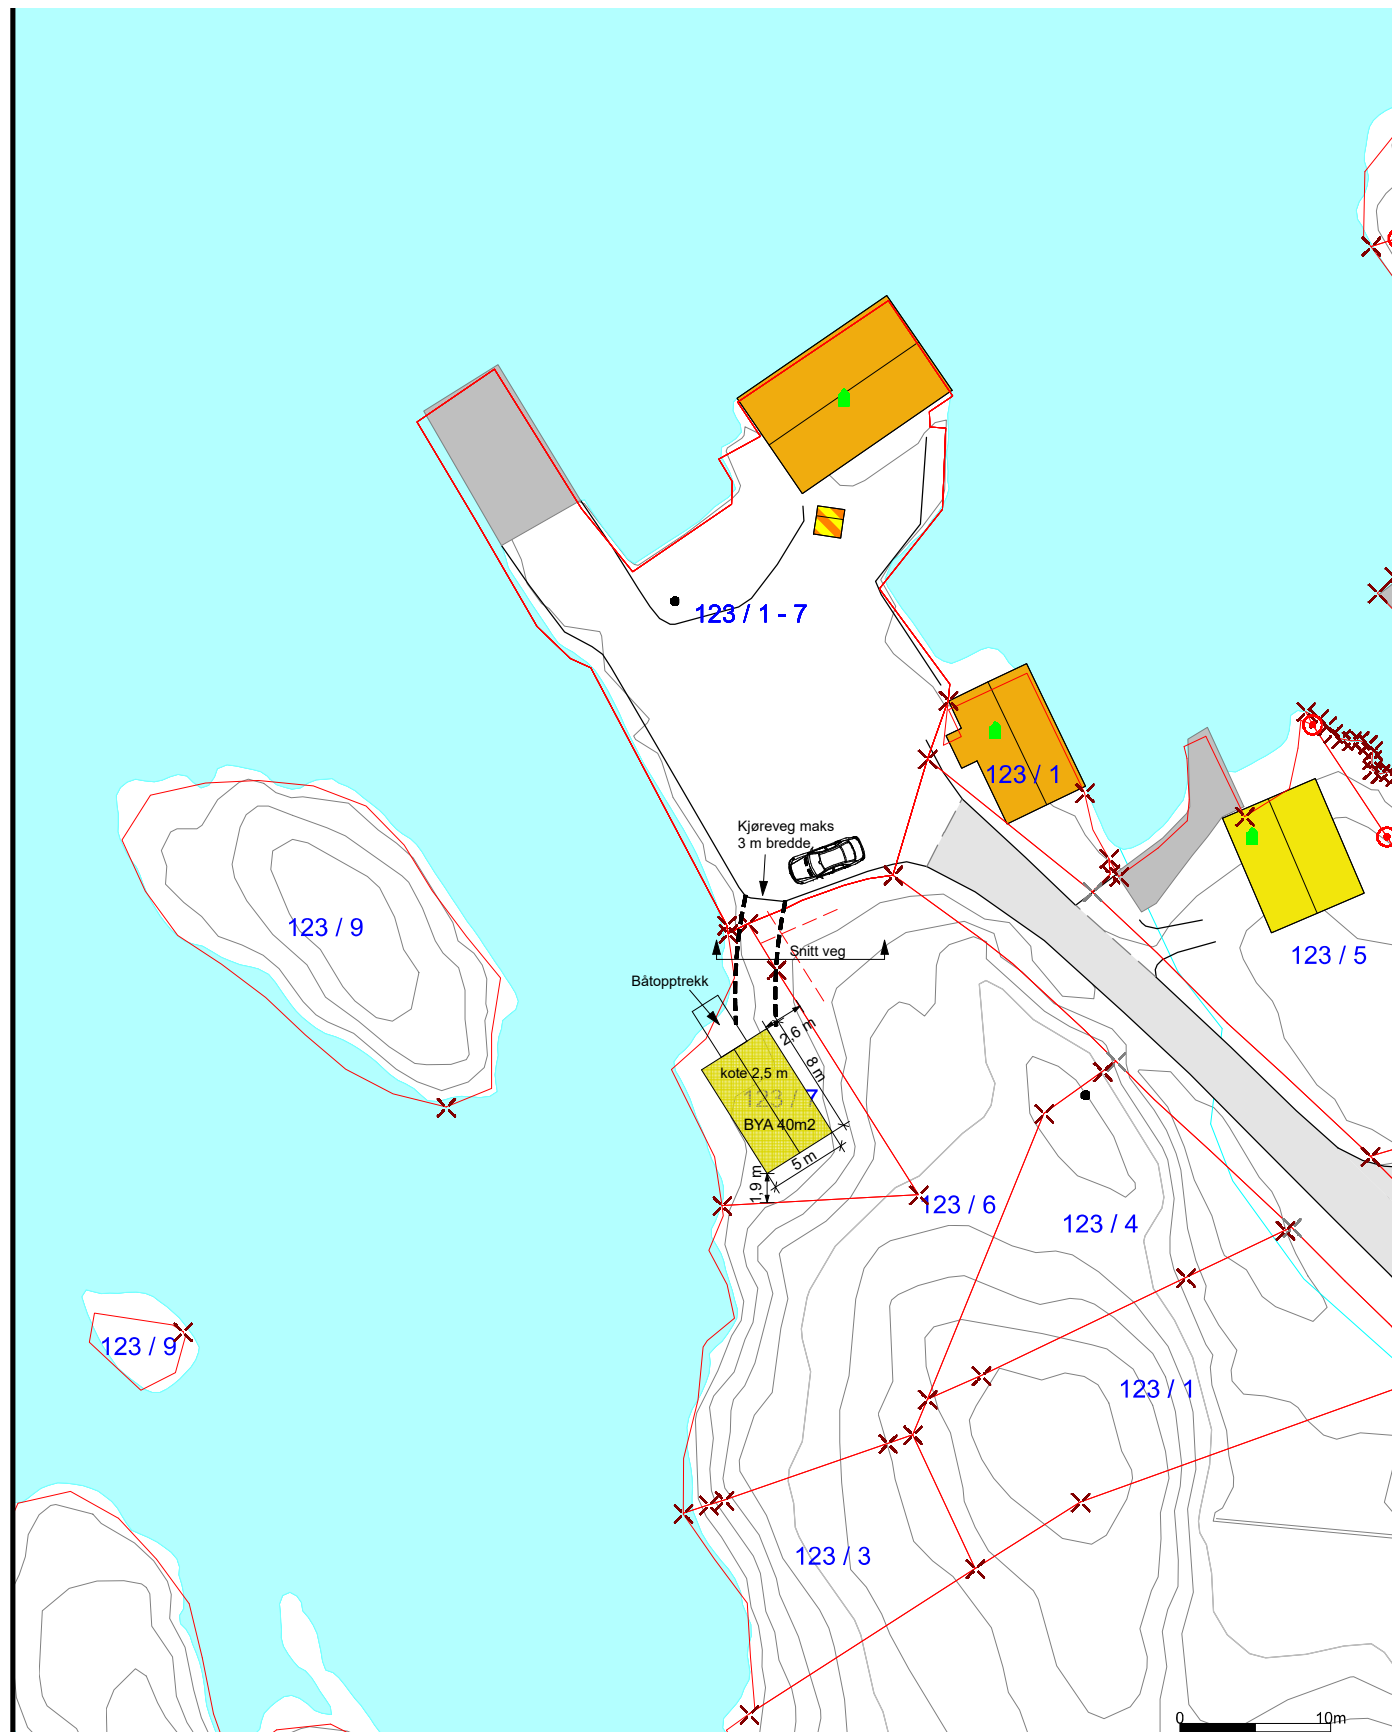 123 / 1 - 7
123 / 1
Kjøreveg maks
3 m bredde
123 / 9
Snitt veg
123 / 5
Båtopptrekk
2,6 m
kote 2,5 m
8 m
123 / 7
BYA 40m2
5 m
1,9 m
123 / 6
123 / 4
123 / 9
123 / 1
123 / 3
0 10m